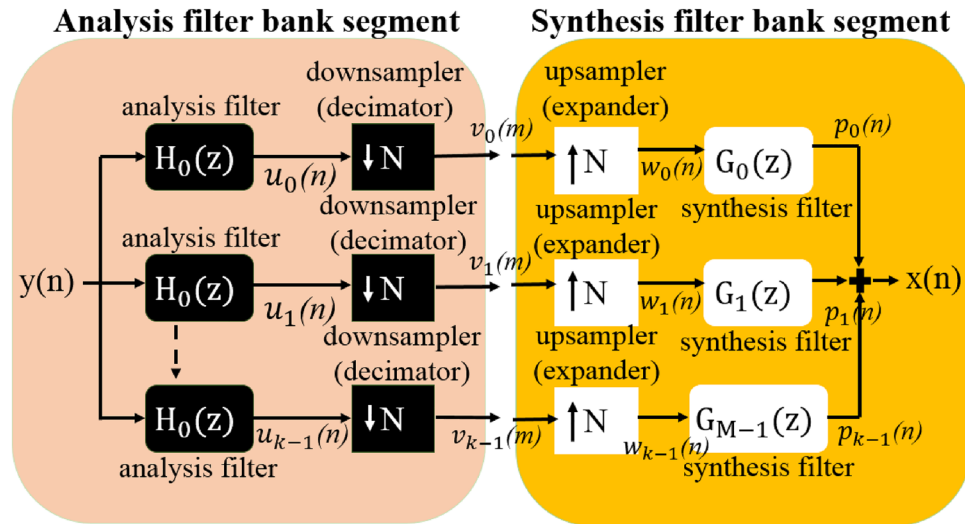 Analysis filter bank segment
Synthesis filter bank segment
downsampler
(decimator)
upsampler
(expander)
analysis filter
H₀(z)
u₀(n)
↓ N
v₀(m)
↑ N
w₀(n)
G₀(z)
p₀(n)
synthesis filter
downsampler
(decimator)
upsampler
(expander)
analysis filter
y(n)
H₀(z)
u₁(n)
↓ N
v₁(m)
↑ N
w₁(n)
G₁(z)
p₁(n)
x(n)
synthesis filter
downsampler
(decimator)
upsampler
(expander)
H₀(z)
uₖ₋₁(n)
↓ N
vₖ₋₁(m)
↑ N
wₖ₋₁(n)
G_M−1(z)
pₖ₋₁(n)
analysis filter
synthesis filter